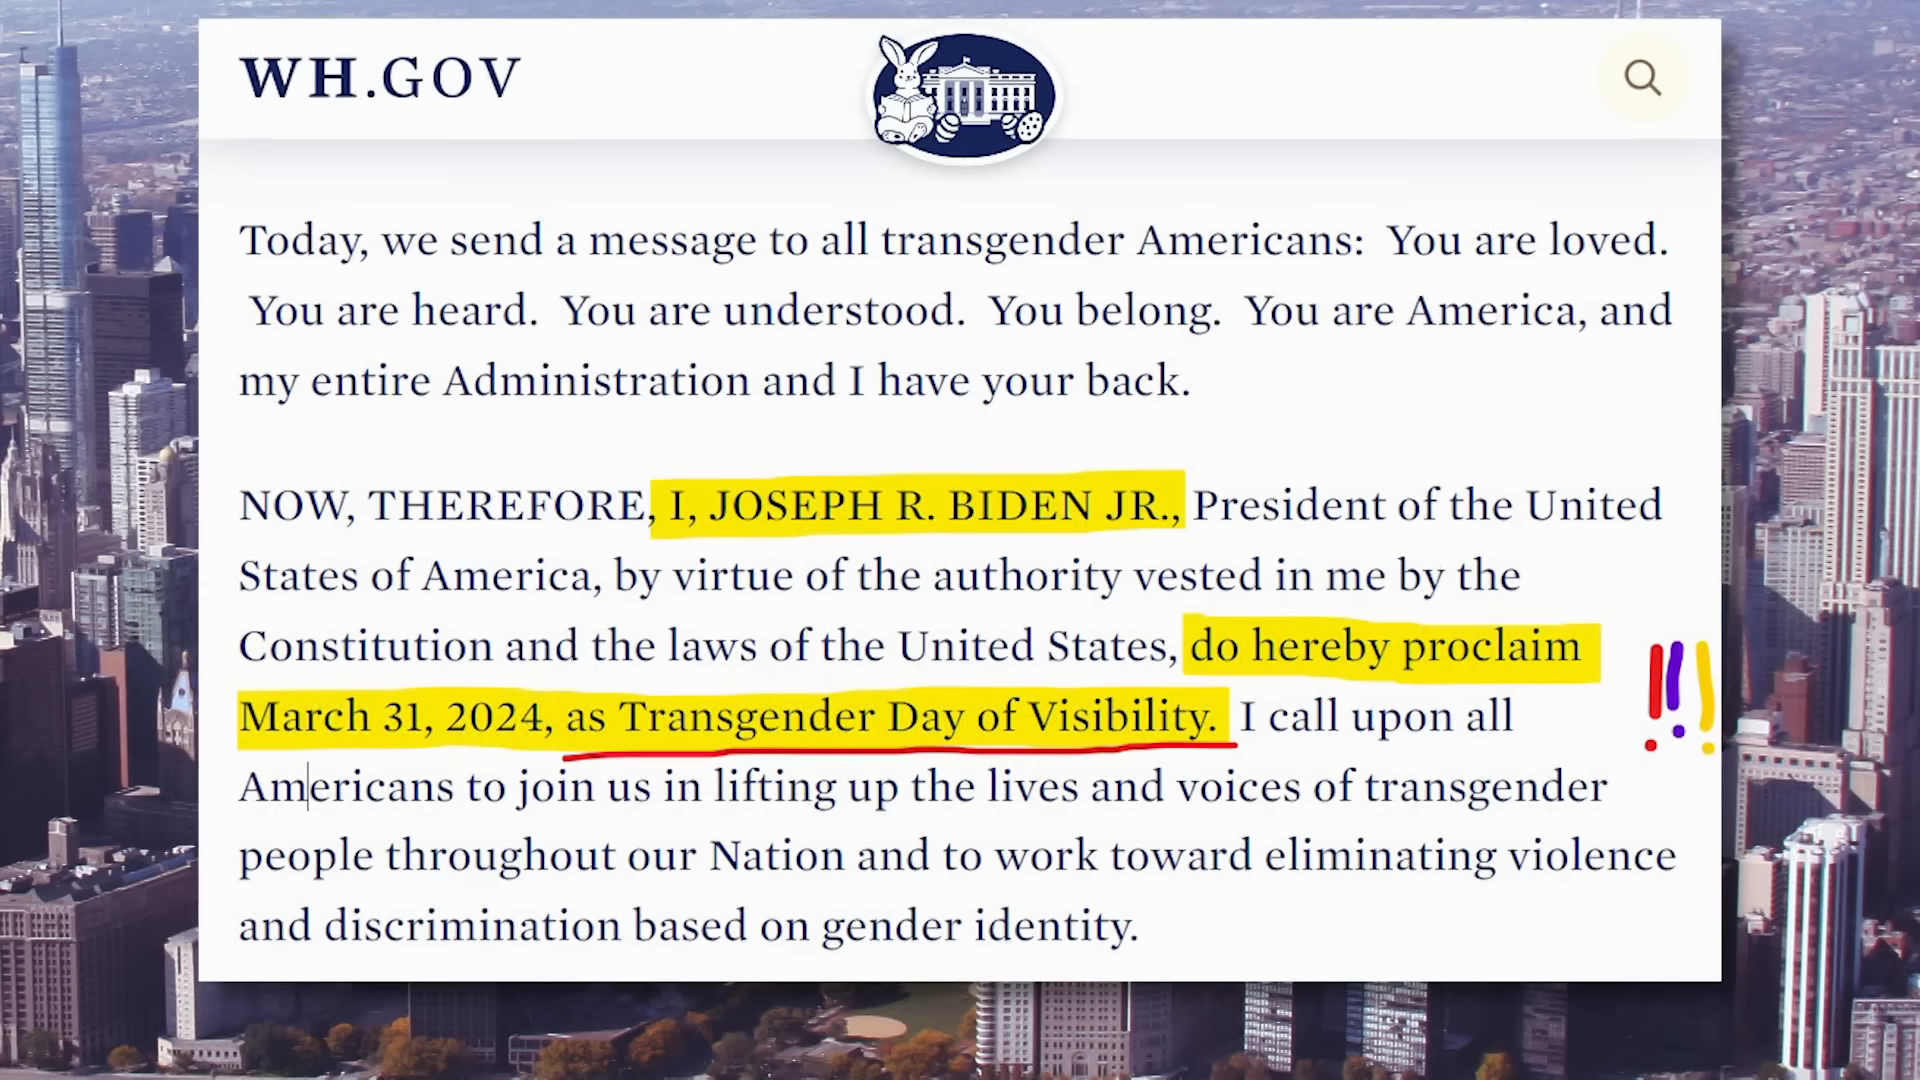 WH.GOV
Today, we send a message to all transgender Americans:  You are loved.
You are heard.  You are understood.  You belong.  You are America, and
my entire Administration and I have your back.
NOW, THEREFORE, I, JOSEPH R. BIDEN JR., President of the United
States of America, by virtue of the authority vested in me by the
Constitution and the laws of the United States, do hereby proclaim
March 31, 2024, as Transgender Day of Visibility.  I call upon all
Americans to join us in lifting up the lives and voices of transgender
people throughout our Nation and to work toward eliminating violence
and discrimination based on gender identity.
!!!